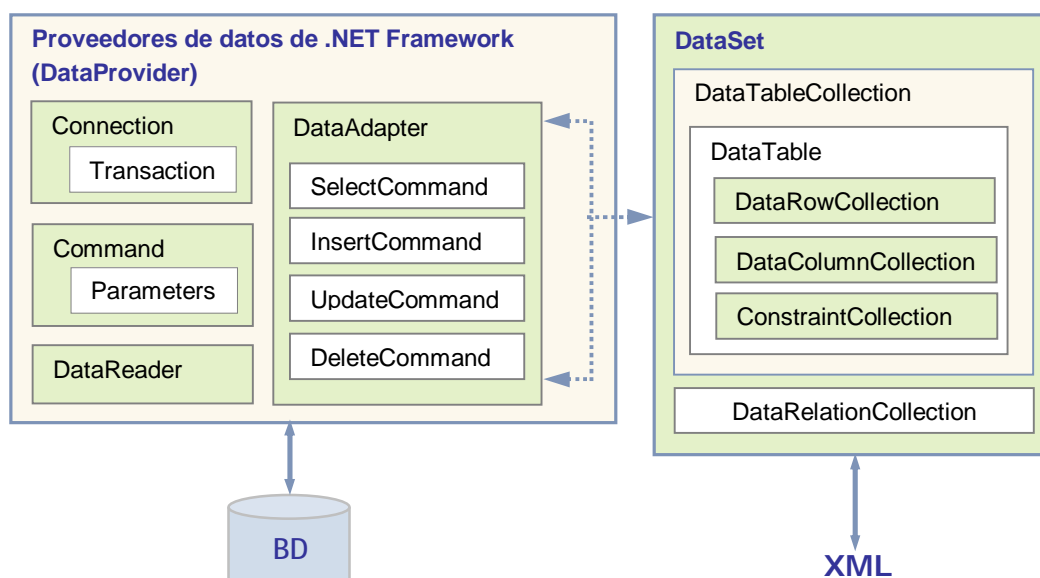 Proveedores de datos de .NET Framework
(DataProvider)
Connection
Transaction
Command
Parameters
DataReader
DataAdapter
SelectCommand
InsertCommand
UpdateCommand
DeleteCommand
BD
DataSet
DataTableCollection
DataTable
DataRowCollection
DataColumnCollection
ConstraintCollection
DataRelationCollection
XML